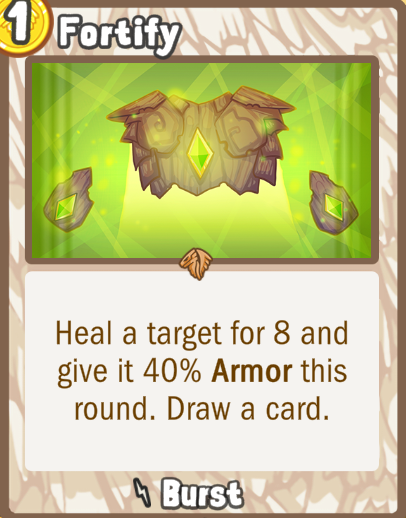 1
Fortify
Heal a target for 8 and
give it 40% Armor this
round. Draw a card.
Burst